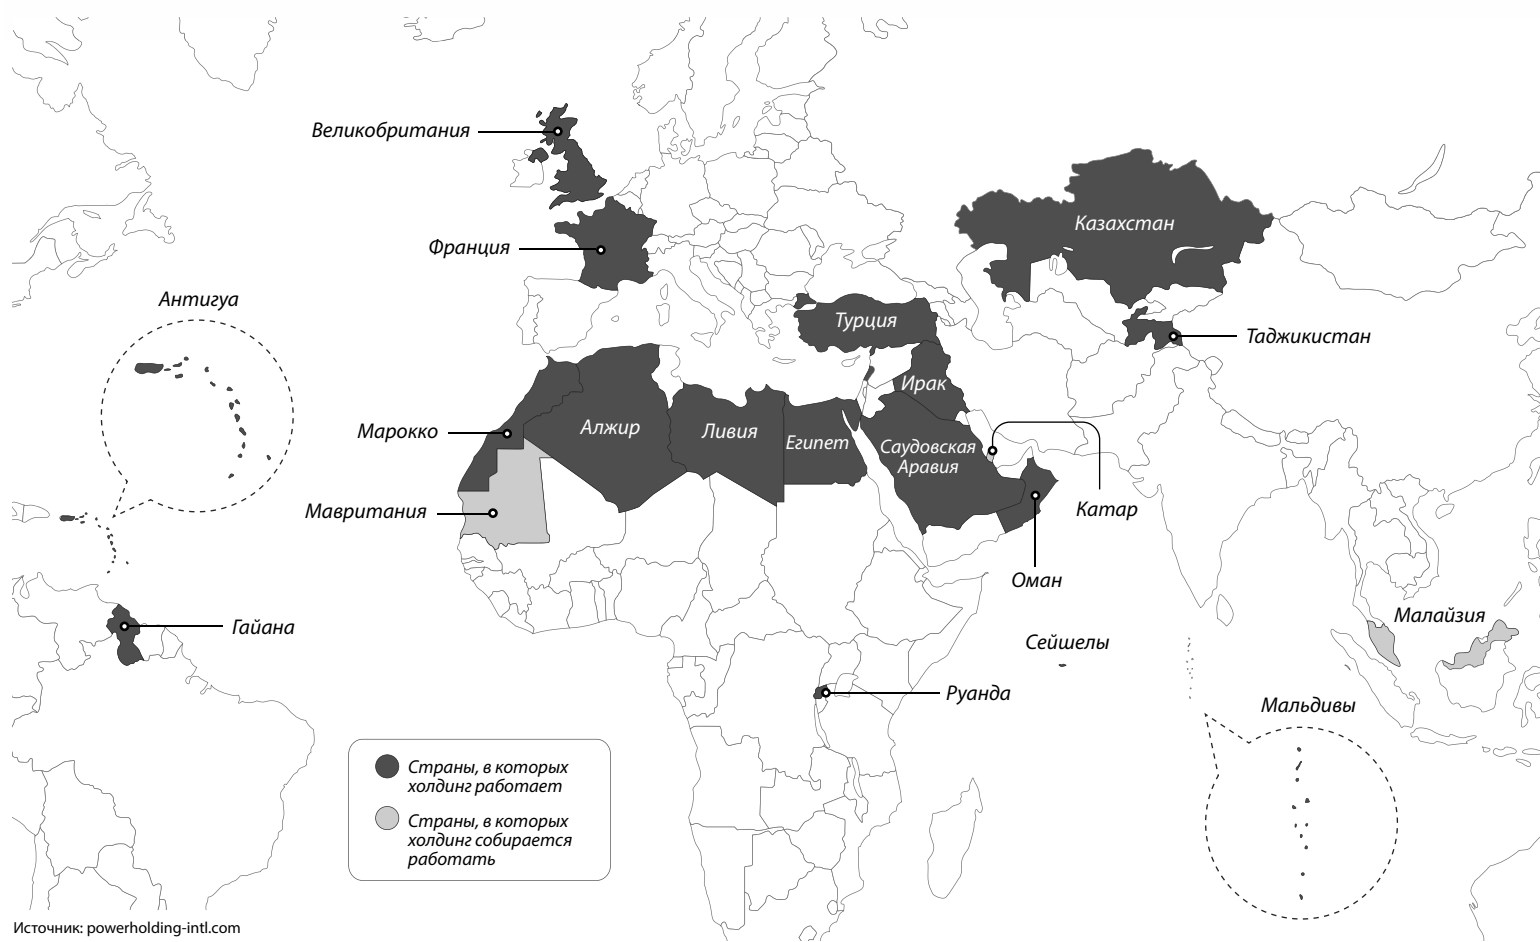 Великобритания
Казахстан
Франция
Антигуа
Турция
Таджикистан
Ирак
Марокко
Алжир
Ливия
Египет
Саудовская
Аравия
Мавритания
Катар
Оман
Малайзия
Гайана
Сейшелы
Руанда
Мальдивы
Страны, в которых
холдинг работает
Страны, в которых
холдинг собирается
работать
Источник: powerholding-intl.com